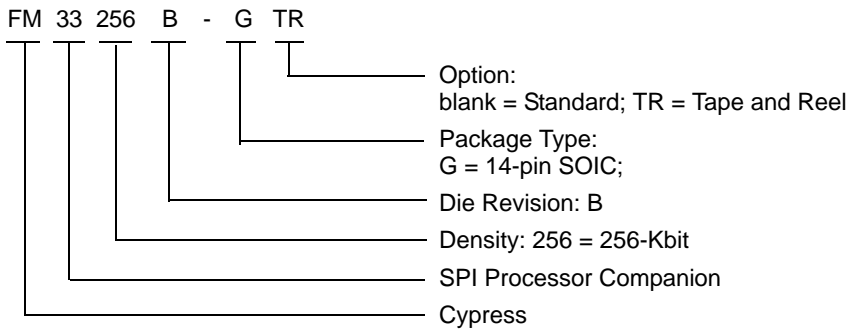 FM 33 256 B - G TR
Option:
blank = Standard; TR = Tape and Reel
Package Type:
G = 14-pin SOIC;
Die Revision: B
Density: 256 = 256-Kbit
SPI Processor Companion
Cypress